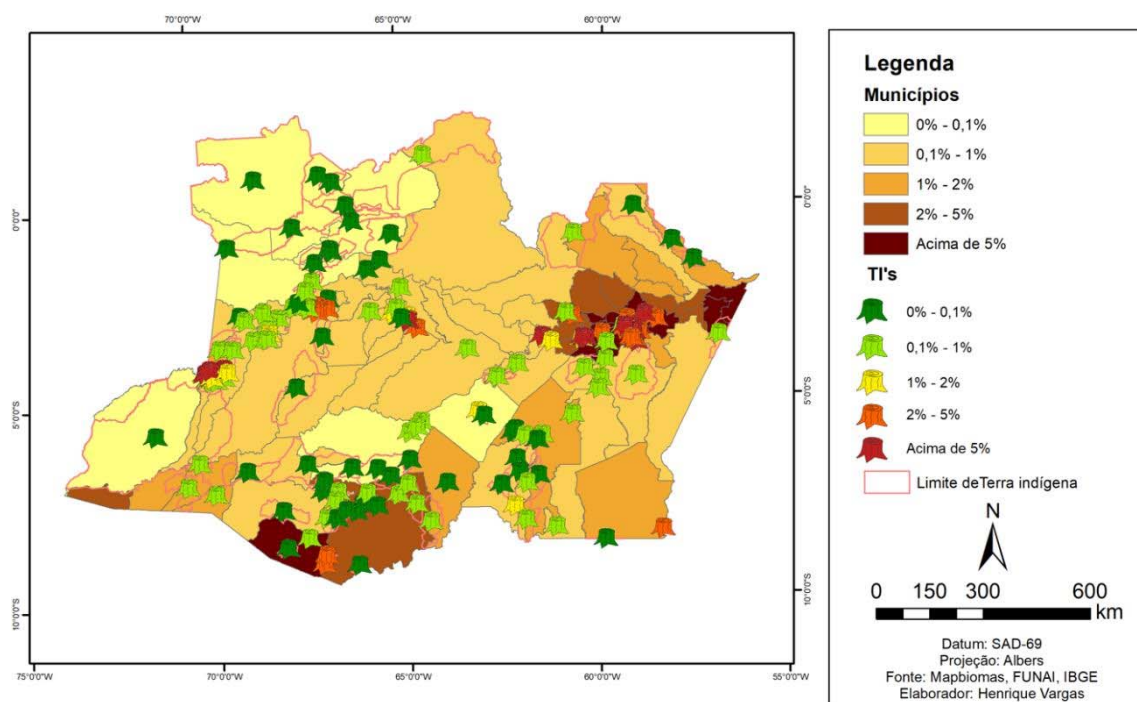 70°0'0"W
65°0'0"W
60°0'0"W
0°0'0"
0°0'0"
5°0'0"S
5°0'0"S
10°0'0"S
10°0'0"S
75°0'0"W
70°0'0"W
65°0'0"W
60°0'0"W
55°0'0"W
Legenda
Municípios
0% - 0,1%
0,1% - 1%
1% - 2%
2% - 5%
Acima de 5%
TI's
0% - 0,1%
0,1% - 1%
1% - 2%
2% - 5%
Acima de 5%
Limite deTerra indígena
N
0 150 300 600
km
Datum: SAD-69
Projeção: Albers
Fonte: Mapbiomas, FUNAI, IBGE
Elaborador: Henrique Vargas